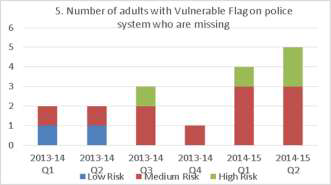 5. Number of adults with Vulnerable Flag on police
system who are missing
6
5
4
3
2
1
0
2013-14 2013-14 2013-14 2013-14 2014-15 2014-15
Q1 Q2 Q3 Q4 Q1 Q2
Low Risk Medium Risk High Risk